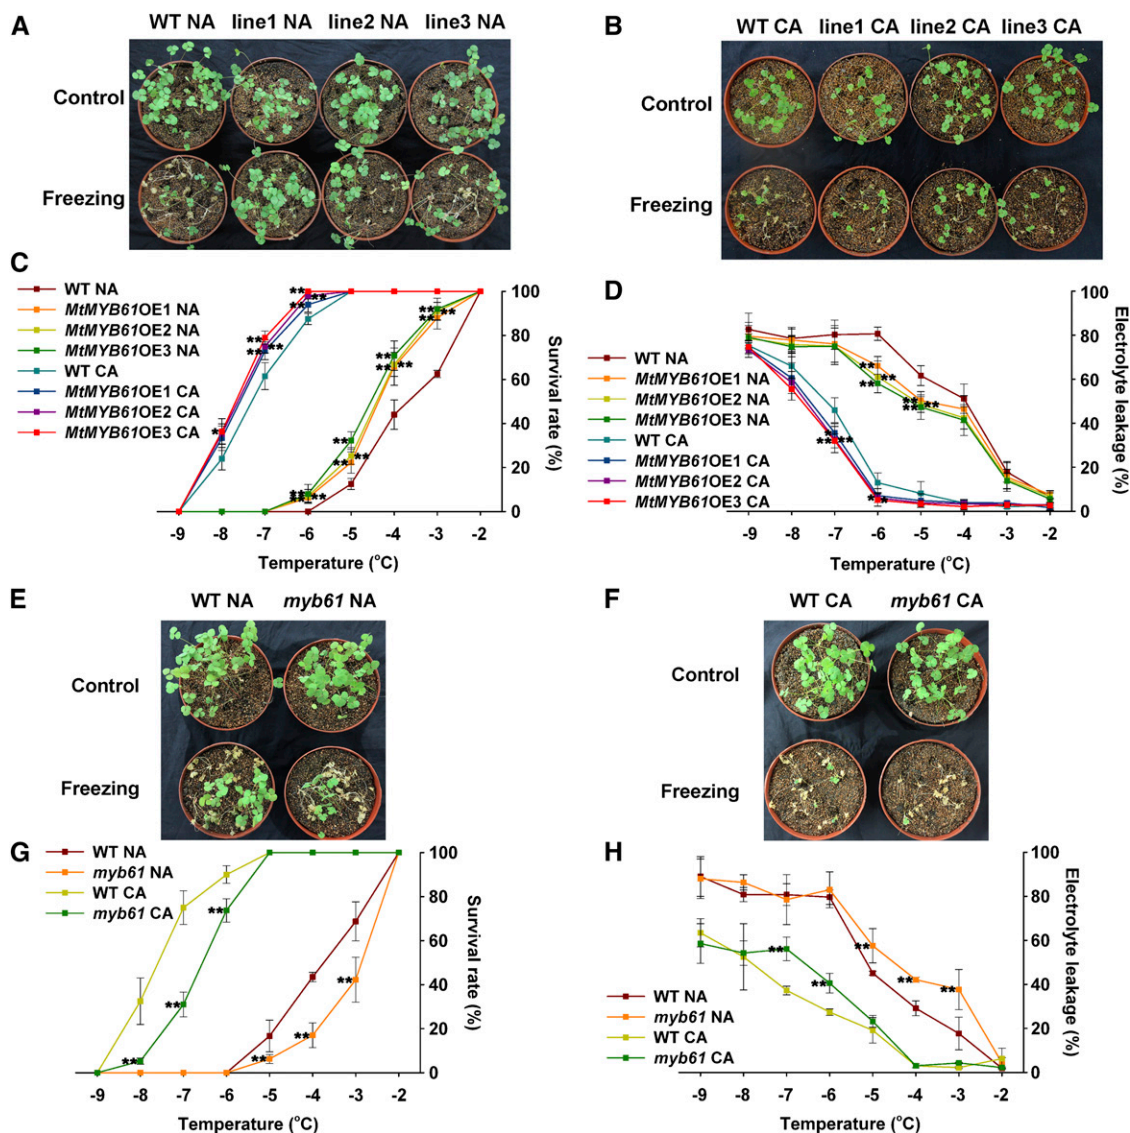 A
WT NA line1 NA line2 NA line3 NA
Control
Freezing
B
WT CA line1 CA line2 CA line3 CA
Control
Freezing
C
WT NA
MtMYB61OE1 NA
MtMYB61OE2 NA
MtMYB61OE3 NA
WT CA
MtMYB61OE1 CA
MtMYB61OE2 CA
MtMYB61OE3 CA
** ** ** ** ** * ** ** ** ** ** ** ** ** ** ** ** **
100
80
60
40
20
0
Survival rate (%)
-9 -8 -7 -6 -5 -4 -3 -2
Temperature (°C)
D
WT NA
MtMYB61OE1 NA
MtMYB61OE2 NA
MtMYB61OE3 NA
WT CA
MtMYB61OE1 CA
MtMYB61OE2 CA
MtMYB61OE3 CA
** ** ** ** ** ** * ** ** * *
100
80
60
40
20
0
Electrolyte leakage (%)
-9 -8 -7 -6 -5 -4 -3 -2
Temperature (°C)
E
WT NA myb61 NA
Control
Freezing
F
WT CA myb61 CA
Control
Freezing
G
WT NA
myb61 NA
WT CA
myb61 CA
** ** ** ** ** **
100
80
60
40
20
0
Survival rate (%)
-9 -8 -7 -6 -5 -4 -3 -2
Temperature (°C)
H
WT NA
myb61 NA
WT CA
myb61 CA
** ** ** ** **
100
80
60
40
20
0
Electrolyte leakage (%)
-9 -8 -7 -6 -5 -4 -3 -2
Temperature (°C)